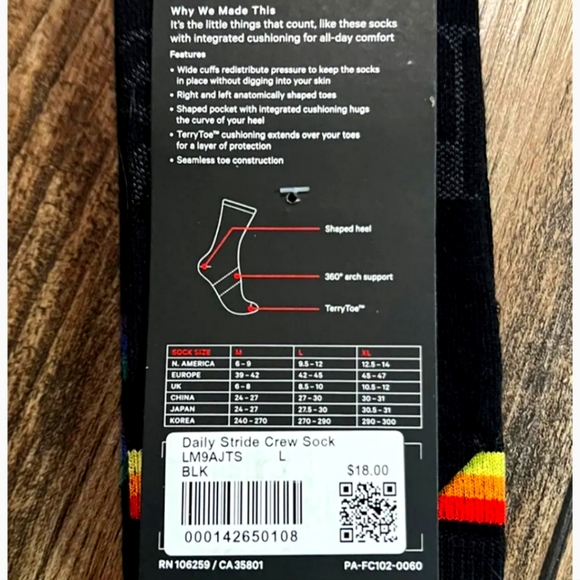 Why We Made This
It's the little things that count, like these socks
with integrated cushioning for all-day comfort
Features
• Wide cuffs redistribute pressure to keep the socks
in place without digging into your skin
• Right and left anatomically shaped toes
• Shaped pocket with integrated cushioning hugs
the curve of your heel
• TerryToe™ cushioning extends over your toes
for a layer of protection
• Seamless toe construction
Shaped heel
360° arch support
TerryToe™
SOCK SIZE M L XL
N. AMERICA 6 - 9 9.5 - 12 12.5 - 14
EUROPE 39 - 42 42 - 45 45 - 47
UK 6 - 8 8.5 - 10 10.5 - 12
CHINA 24 - 27 27 - 30 30 - 31
JAPAN 24 - 27 27.5 - 30 30.5 - 31
KOREA 240 - 270 270 - 290 290 - 300
Daily Stride Crew Sock
LM9AJTS L
BLK $18.00
000142650108
RN 106259 / CA 35801 PA-FC102-0060